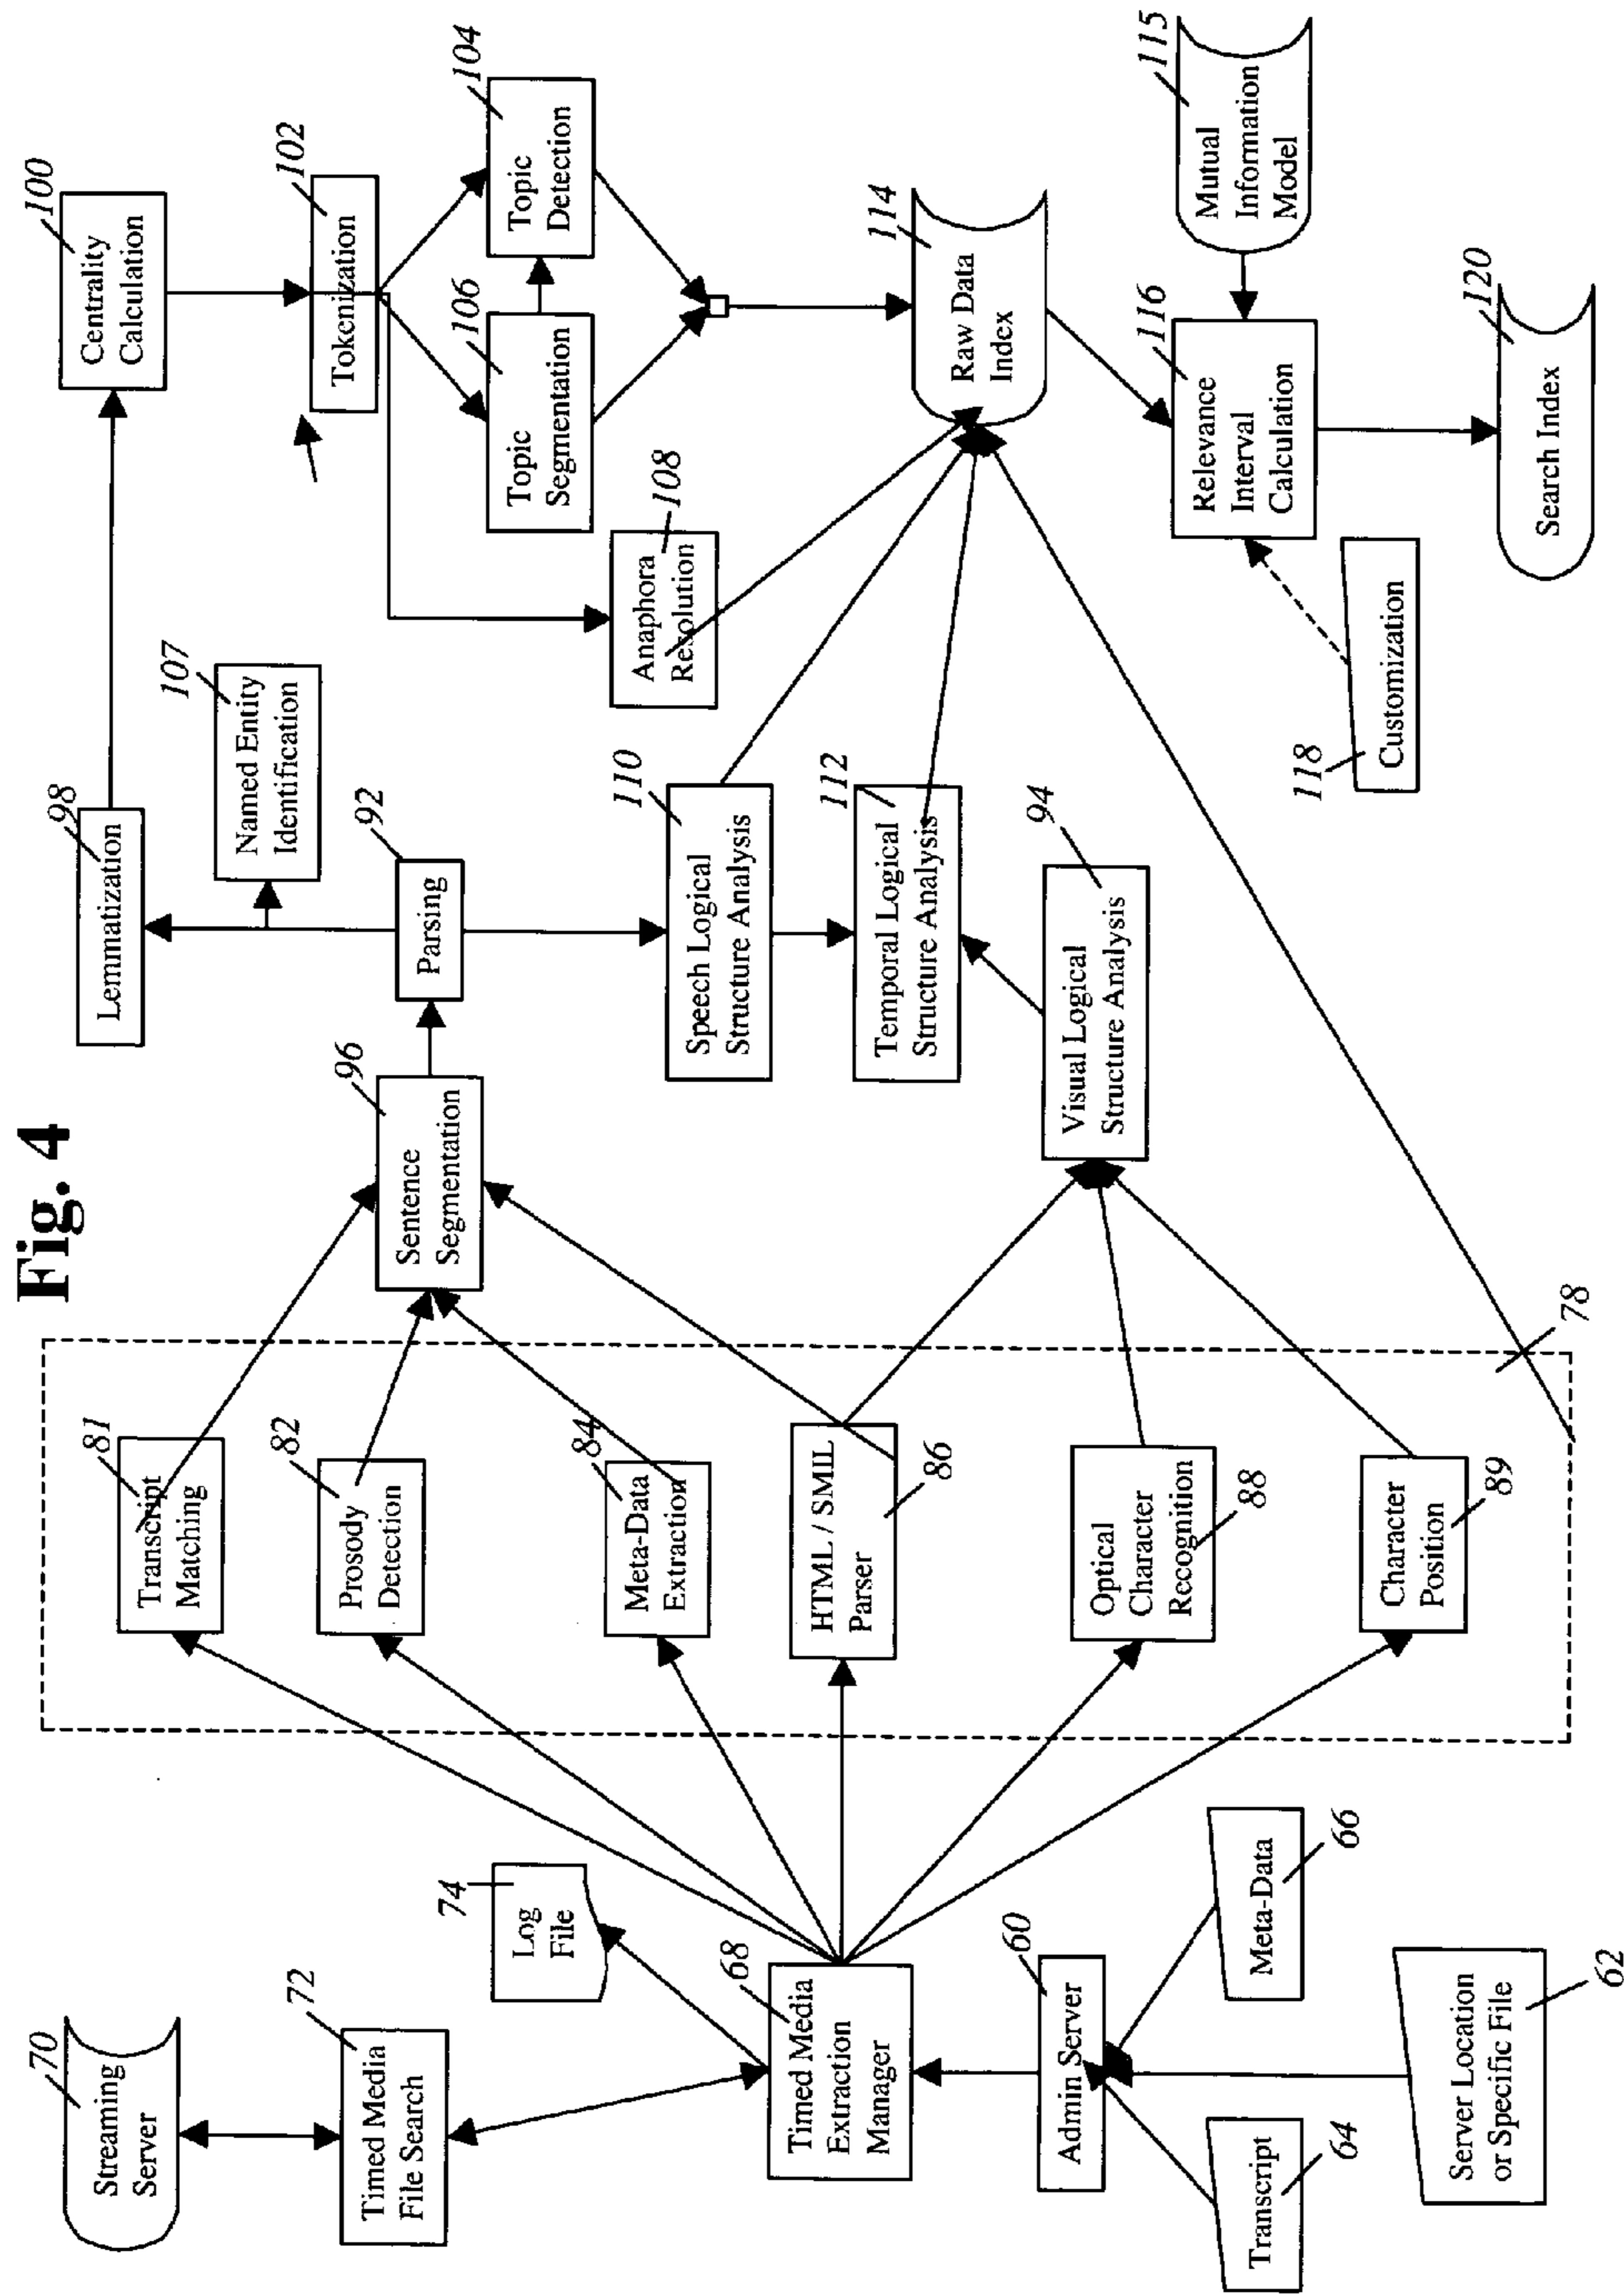 Fig. 4
70
Streaming
Server
72
Timed Media
File Search
74
Log
File
68
Timed Media
Extraction
Manager
60
Admin Server
Transcript
64
Meta-Data
66
Server Location
or Specific File
62
81
Transcript
Matching
82
Prosody
Detection
84
Meta-Data
Extraction
HTML / SMIL
Parser
86
Optical
Character
Recognition
88
Character
Position
89
78
96
Sentence
Segmentation
98
Lemmatization
107
Named Entity
Identification
92
Parsing
110
Speech Logical
Structure Analysis
112
Temporal Logical
Structure Analysis
94
Visual Logical
Structure Analysis
100
Centrality
Calculation
102
Tokenization
104
Topic
Detection
106
Topic
Segmentation
108
Anaphora
Resolution
114
Raw Data
Index
115
Mutual
Information
Model
116
Relevance
Interval
Calculation
118
Customization
120
Search Index